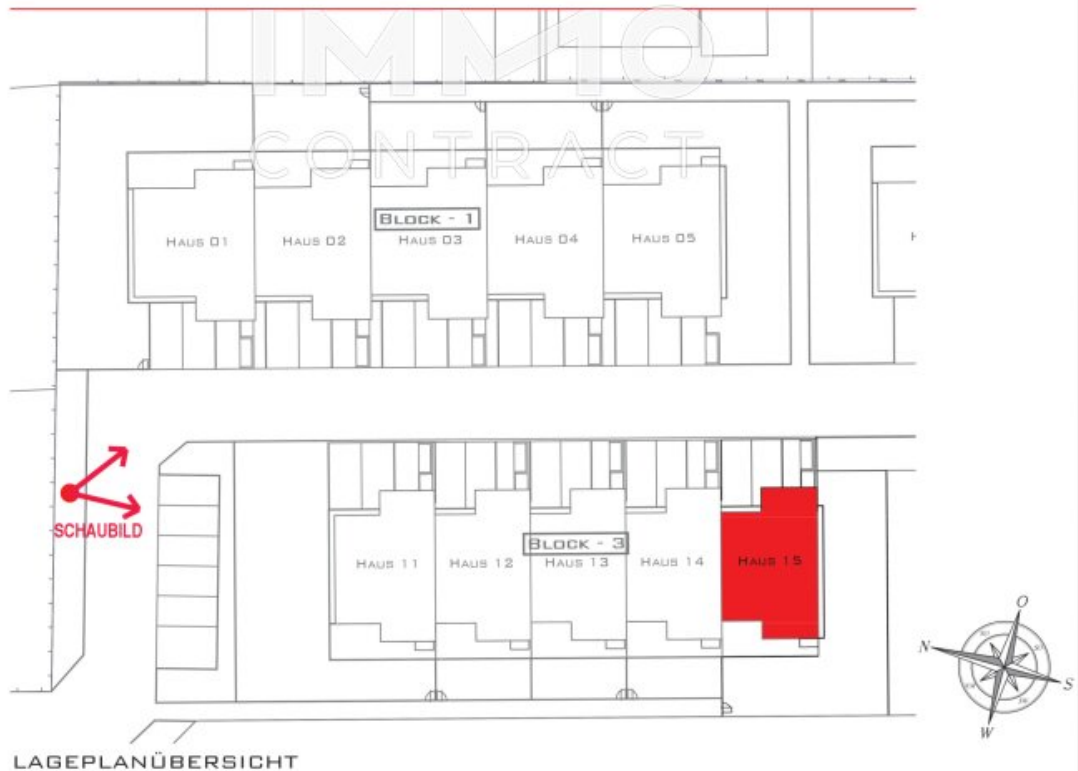 IMMO
CONTRACT
BLOCK - 1
HAUS 01
HAUS 02
HAUS 03
HAUS 04
HAUS 05
SCHAUBILD
BLOCK - 3
HAUS 11
HAUS 12
HAUS 13
HAUS 14
HAUS 15
O
N
S
W
LAGEPLANÜBERSICHT